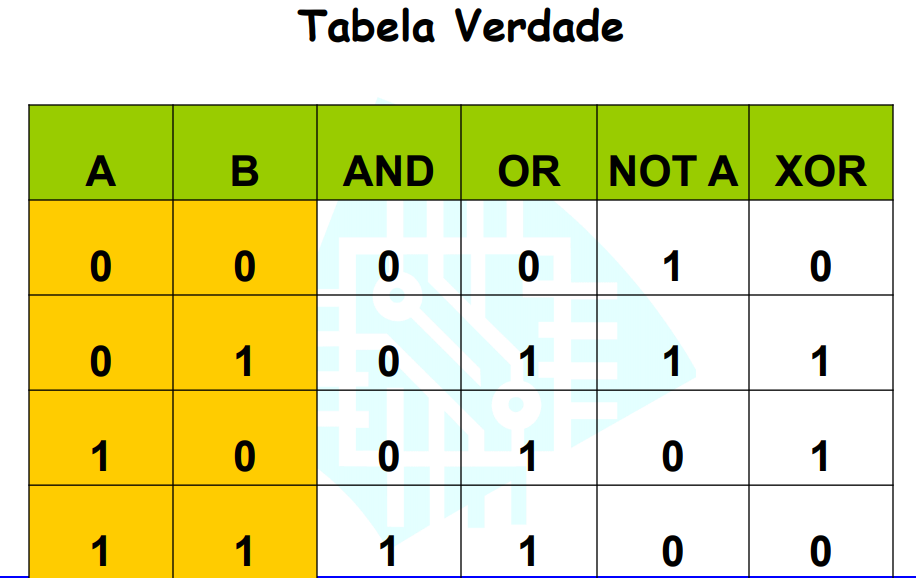 Tabela Verdade
A B AND OR NOT A XOR
0 0 0 0 1 0
0 1 0 1 1 1
1 0 0 1 0 1
1 1 1 1 0 0